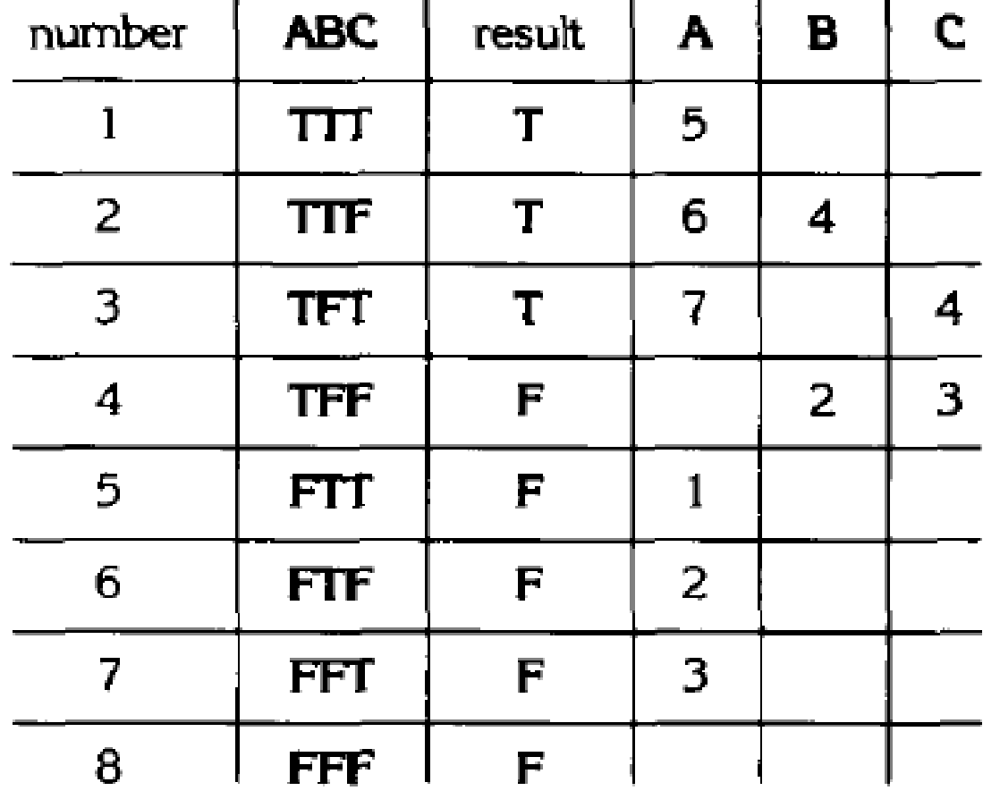 number ABC result A B C
1 TTT T 5
2 TTF T 6 4
3 TFT T 7 4
4 TFF F 2 3
5 FTT F 1
6 FTF F 2
7 FFT F 3
8 FFF F